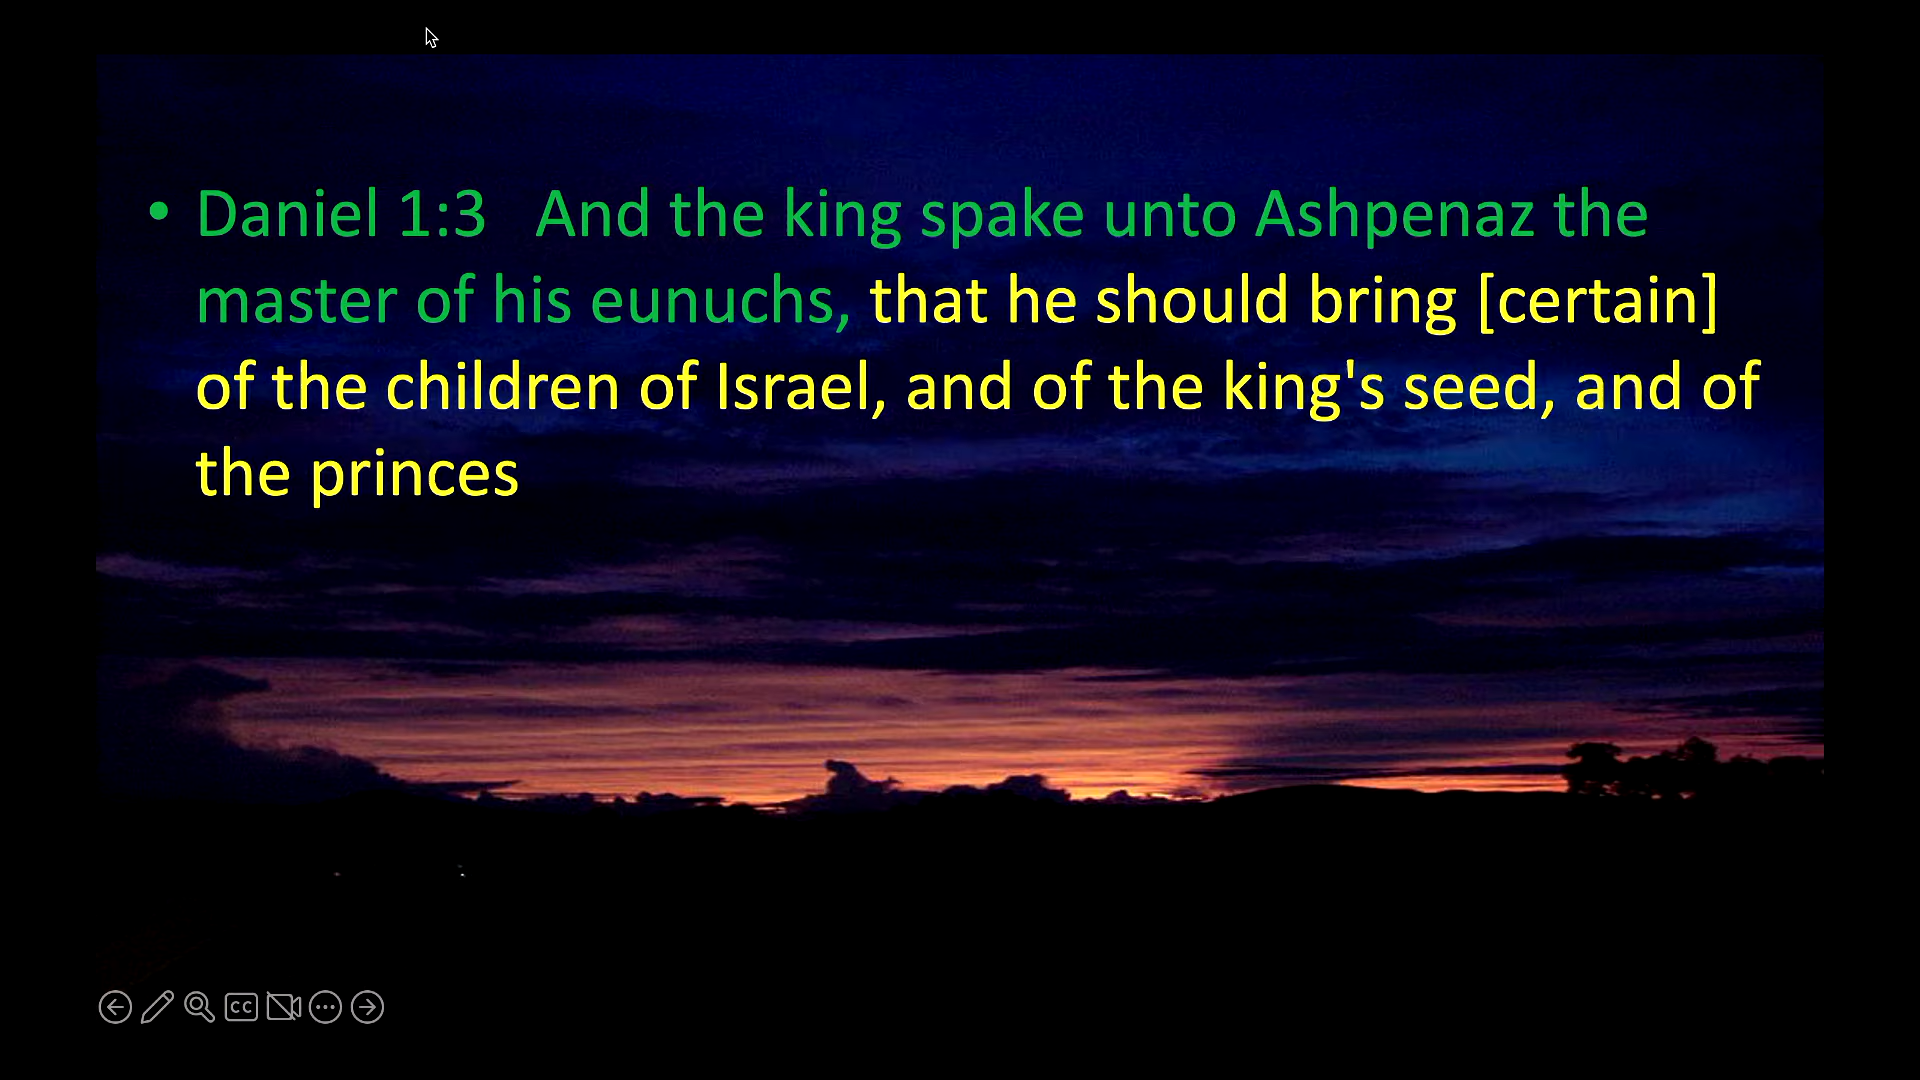 • Daniel 1:3   And the king spake unto Ashpenaz the
master of his eunuchs, that he should bring [certain]
of the children of Israel, and of the king's seed, and of
the princes
CC